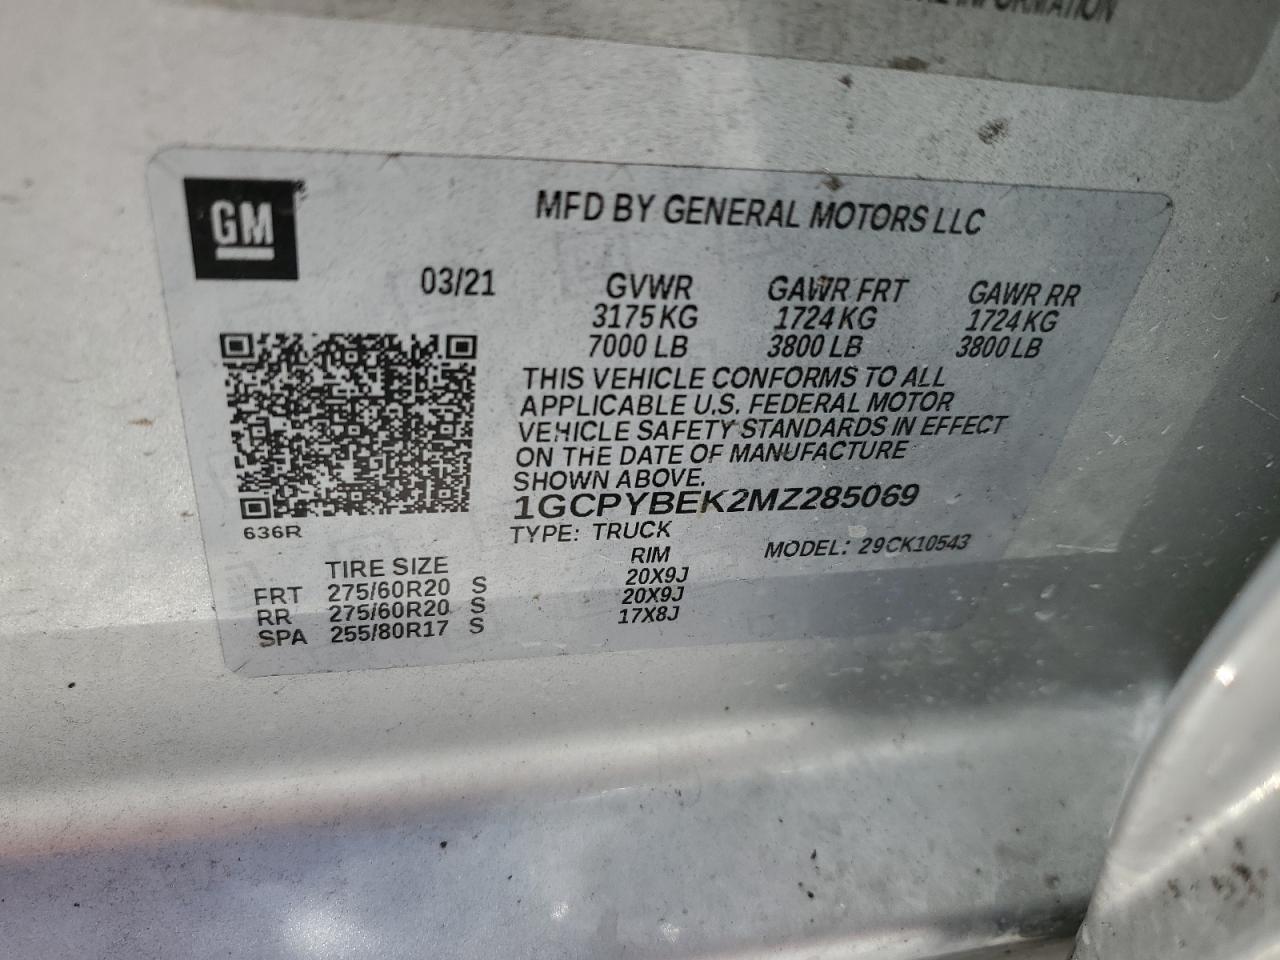 INFORMATION
GM
MFD BY GENERAL MOTORS LLC
03/21 GVWR GAWR FRT GAWR RR
3175 KG 1724 KG 1724 KG
7000 LB 3800 LB 3800 LB
THIS VEHICLE CONFORMS TO ALL
APPLICABLE U.S. FEDERAL MOTOR
VEHICLE SAFETY STANDARDS IN EFFECT
ON THE DATE OF MANUFACTURE
SHOWN ABOVE.
1GCPYBEK2MZ285069
636R
TYPE: TRUCK MODEL: 29CK10543
TIRE SIZE RIM
FRT 275/60R20 S 20X9J
RR 275/60R20 S 20X9J
SPA 255/80R17 S 17X8J